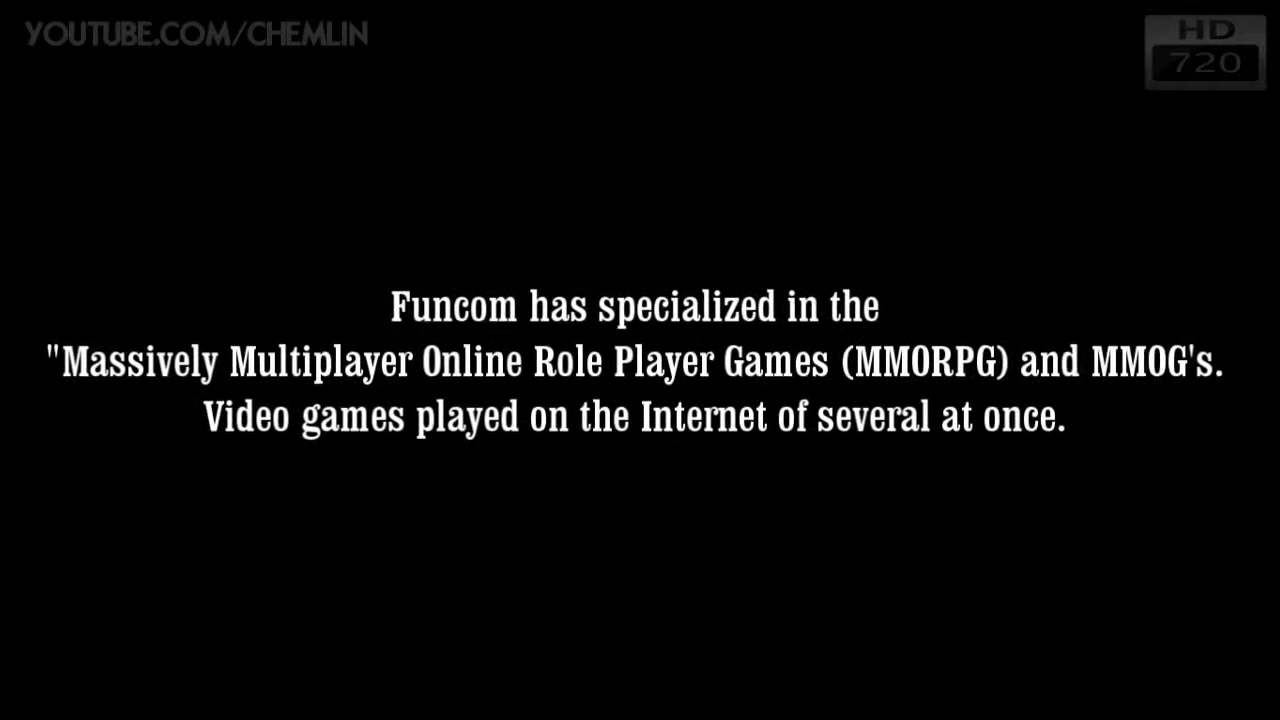 YOUTUBE.COM/CHEMLIN
HD
720
Funcom has specialized in the
"Massively Multiplayer Online Role Player Games (MMORPG) and MMOG's.
Video games played on the Internet of several at once.